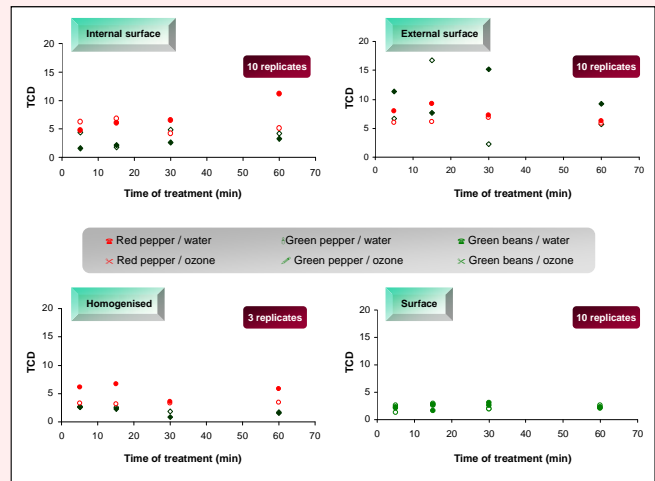 Internal surface
10 replicates
20
15
10
5
0
TCD
0 10 20 30 40 50 60 70
Time of treatment (min)
External surface
10 replicates
20
15
10
5
0
TCD
0 10 20 30 40 50 60 70
Time of treatment (min)
Red pepper / water Green pepper / water Green beans / water
Red pepper / ozone Green pepper / ozone Green beans / ozone
Homogenised
3 replicates
20
15
10
5
0
TCD
0 10 20 30 40 50 60 70
Time of treatment (min)
Surface
10 replicates
20
15
10
5
0
TCD
0 10 20 30 40 50 60 70
Time of treatment (min)